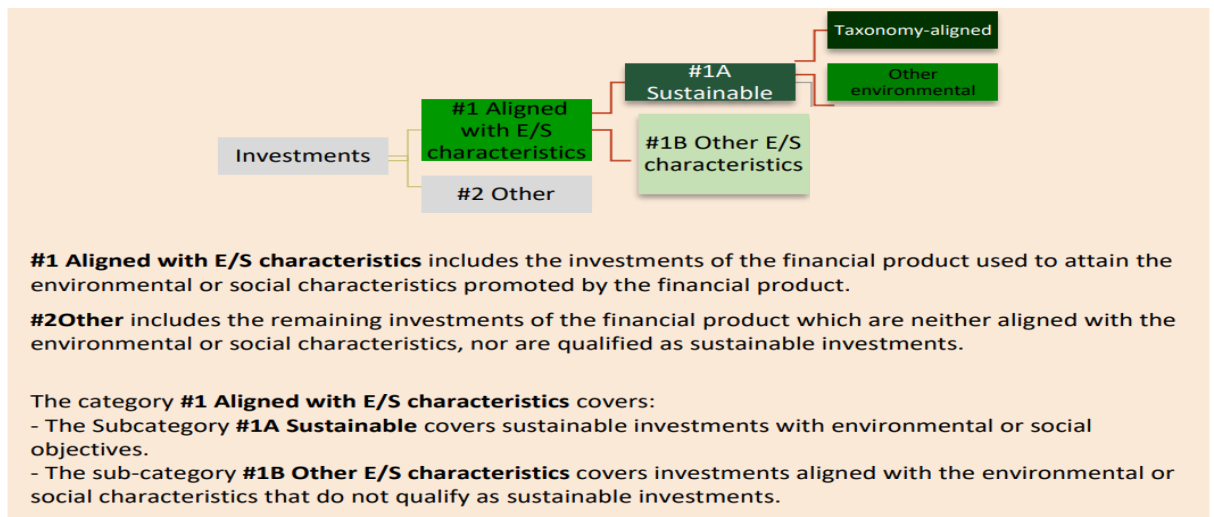 Taxonomy-aligned
#1A
Sustainable
Other
environmental
#1 Aligned
with E/S
characteristics
#1B Other E/S
characteristics
Investments
#2 Other
#1 Aligned with E/S characteristics includes the investments of the financial product used to attain the
environmental or social characteristics promoted by the financial product.
#2Other includes the remaining investments of the financial product which are neither aligned with the
environmental or social characteristics, nor are qualified as sustainable investments.
The category #1 Aligned with E/S characteristics covers:
- The Subcategory #1A Sustainable covers sustainable investments with environmental or social
objectives.
- The sub-category #1B Other E/S characteristics covers investments aligned with the environmental or
social characteristics that do not qualify as sustainable investments.